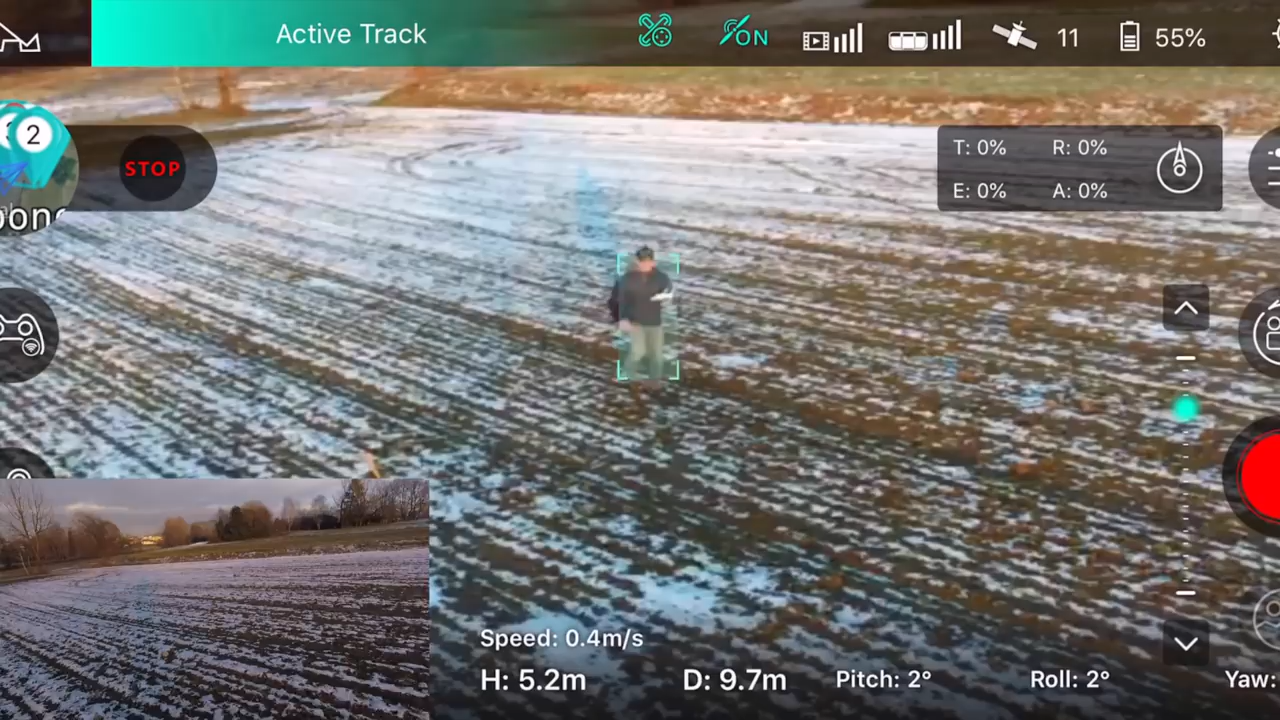 Active Track
ON
11
55%
2
STOP
T: 0%
R: 0%
E: 0%
A: 0%
Speed: 0.4m/s
H: 5.2m
D: 9.7m
Pitch: 2°
Roll: 2°
Yaw: